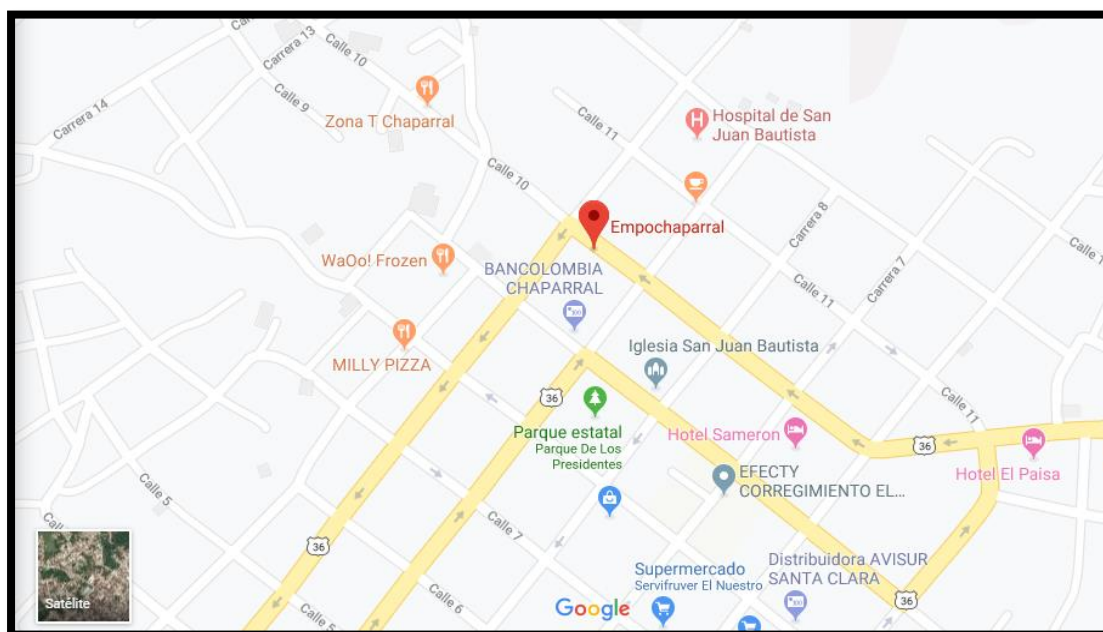 Carrera 13
Calle 10
Carrera 14
Calle 9
Zona T Chaparral
Calle 11
Hospital de San
Juan Bautista
Calle 10
Empochaparral
Carrera 8
WaOo! Frozen
BANCOLOMBIA
CHAPARRAL
Carrera 7
Calle 11
MILLY PIZZA
Iglesia San Juan Bautista
36
Parque estatal
Parque De Los
Presidentes
Hotel Sameron
Calle 11
36
Hotel El Paisa
EFECTY
CORREGIMIENTO EL...
Calle 5
Calle 7
36
Supermercado
Servifruver El Nuestro
Distribuidora AVISUR
SANTA CLARA
Satélite
Calle 5
Calle 6
Google
36